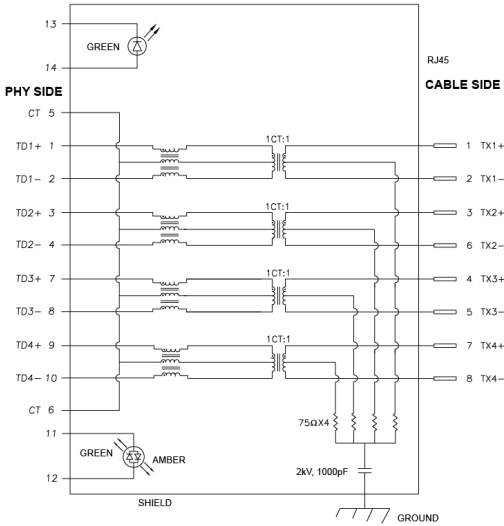 13
GREEN
14
RJ45
PHY SIDE
CABLE SIDE
CT 5
1CT:1
TD1+ 1
1 TX1+
TD1- 2
2 TX1-
1CT:1
TD2+ 3
3 TX2+
TD2- 4
6 TX2-
1CT:1
TD3+ 7
4 TX3+
TD3- 8
5 TX3-
1CT:1
TD4+ 9
7 TX4+
TD4- 10
8 TX4-
CT 6
75ΩX4
11
GREEN
AMBER
12
2kV, 1000pF
SHIELD
GROUND